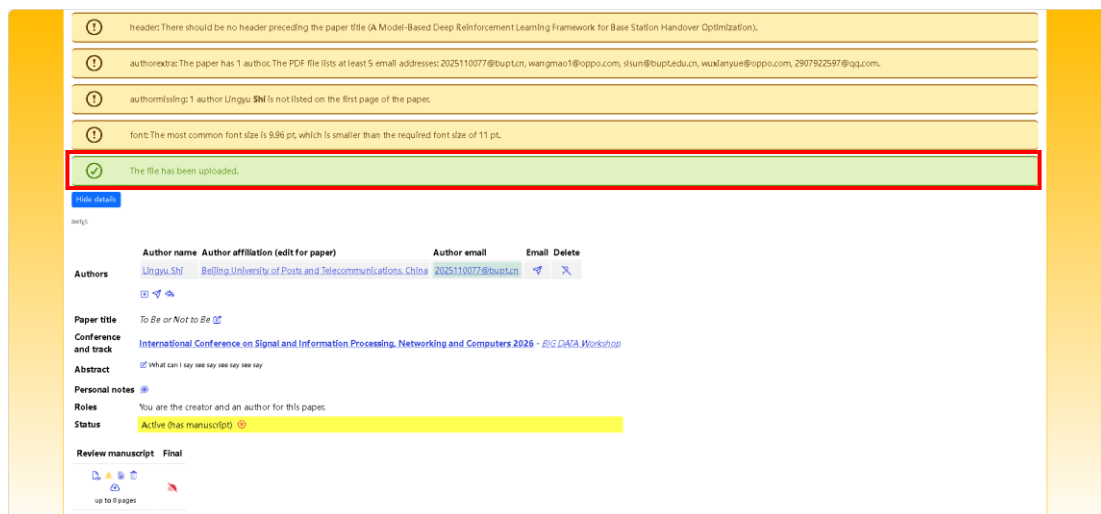 header: There should be no header preceding the paper title (A Model-Based Deep Reinforcement Learning Framework for Base Station Handover Optimization).
authorextra: The paper has 1 author. The PDF file lists at least 5 email addresses: 2025110077@bupt.cn, wangmao1@oppo.com, slsun@bupt.edu.cn, wuxianyue@oppo.com, 2907922597@qq.com.
authormissing: 1 author Lingyu Shi is not listed on the first page of the paper.
font: The most common font size is 9.96 pt, which is smaller than the required font size of 11 pt.
The file has been uploaded.
Hide details
Author name Author affiliation (edit for paper) Author email Email Delete
Authors Lingyu Shi Beijing University of Posts and Telecommunications, China 2025110077@bupt.cn
Paper title To Be or Not to Be
Conference and track International Conference on Signal and Information Processing, Networking and Computers 2026 - BIG DATA Workshop
Abstract What can I say see say see say see say
Personal notes
Roles You are the creator and an author for this paper.
Status Active (has manuscript)
Review manuscript Final
up to 8 pages